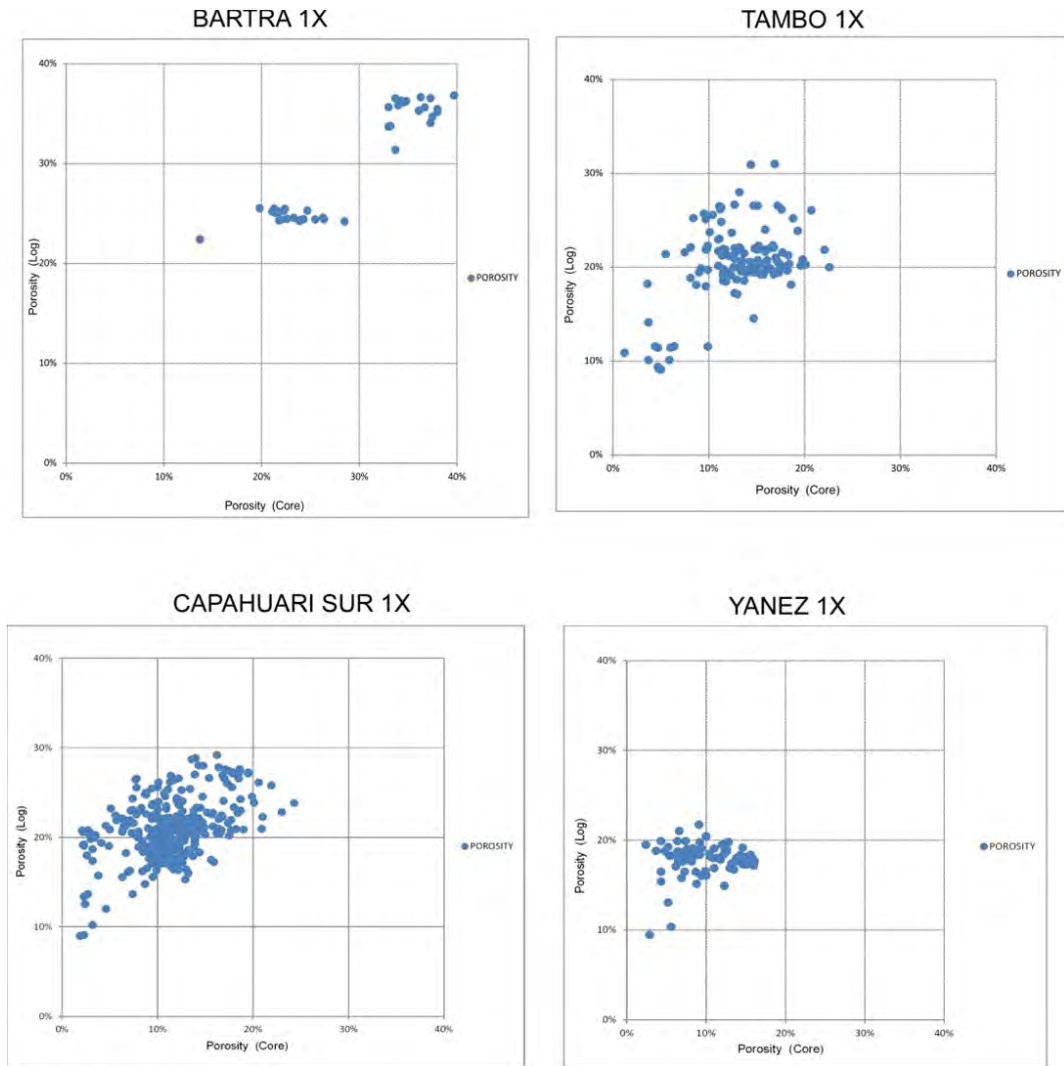 BARTRA 1X
40%
30%
20%
10%
0%
0%
10%
20%
30%
40%
Porosity (Log)
Porosity (Core)
POROSITY
TAMBO 1X
40%
30%
20%
10%
0%
0%
10%
20%
30%
40%
Porosity (Log)
Porosity (Core)
POROSITY
CAPAHUARI SUR 1X
40%
30%
20%
10%
0%
0%
10%
20%
30%
40%
Porosity (Log)
Porosity (Core)
POROSITY
YANEZ 1X
40%
30%
20%
10%
0%
0%
10%
20%
30%
40%
Porosity (Log)
Porosity (Core)
POROSITY